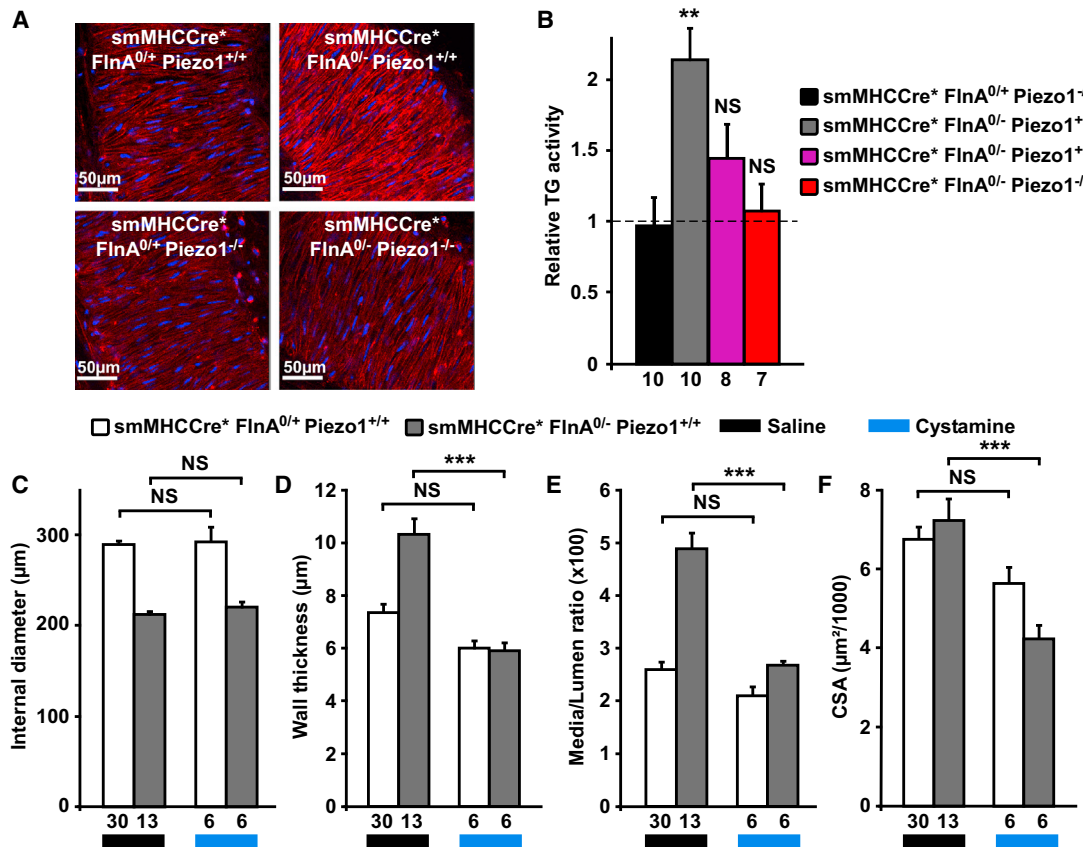 A
smMHCCre*
FlnA0/+ Piezo1+/+
50µm
smMHCCre*
FlnA0/- Piezo1+/+
50µm
smMHCCre*
FlnA0/+ Piezo1-/-
50µm
smMHCCre*
FlnA0/- Piezo1-/-
50µm
B
Relative TG activity
2
1.5
1
0.5
0
**
NS
NS
10 10 8 7
smMHCCre* FlnA0/+ Piezo1-
smMHCCre* FlnA0/- Piezo1+
smMHCCre* FlnA0/- Piezo1+
smMHCCre* FlnA0/- Piezo1-/
smMHCCre* FlnA0/+ Piezo1+/+ smMHCCre* FlnA0/- Piezo1+/+ Saline Cystamine
C
Internal diameter (µm)
300
200
100
0
NS
NS
30 13 6 6
D
Wall thickness (µm)
12
10
8
6
4
2
0
***
NS
30 13 6 6
E
Media/Lumen ratio (x100)
6
5
4
3
2
1
0
***
NS
30 13 6 6
F
CSA (µm²/1000)
8
6
4
2
0
***
NS
30 13 6 6